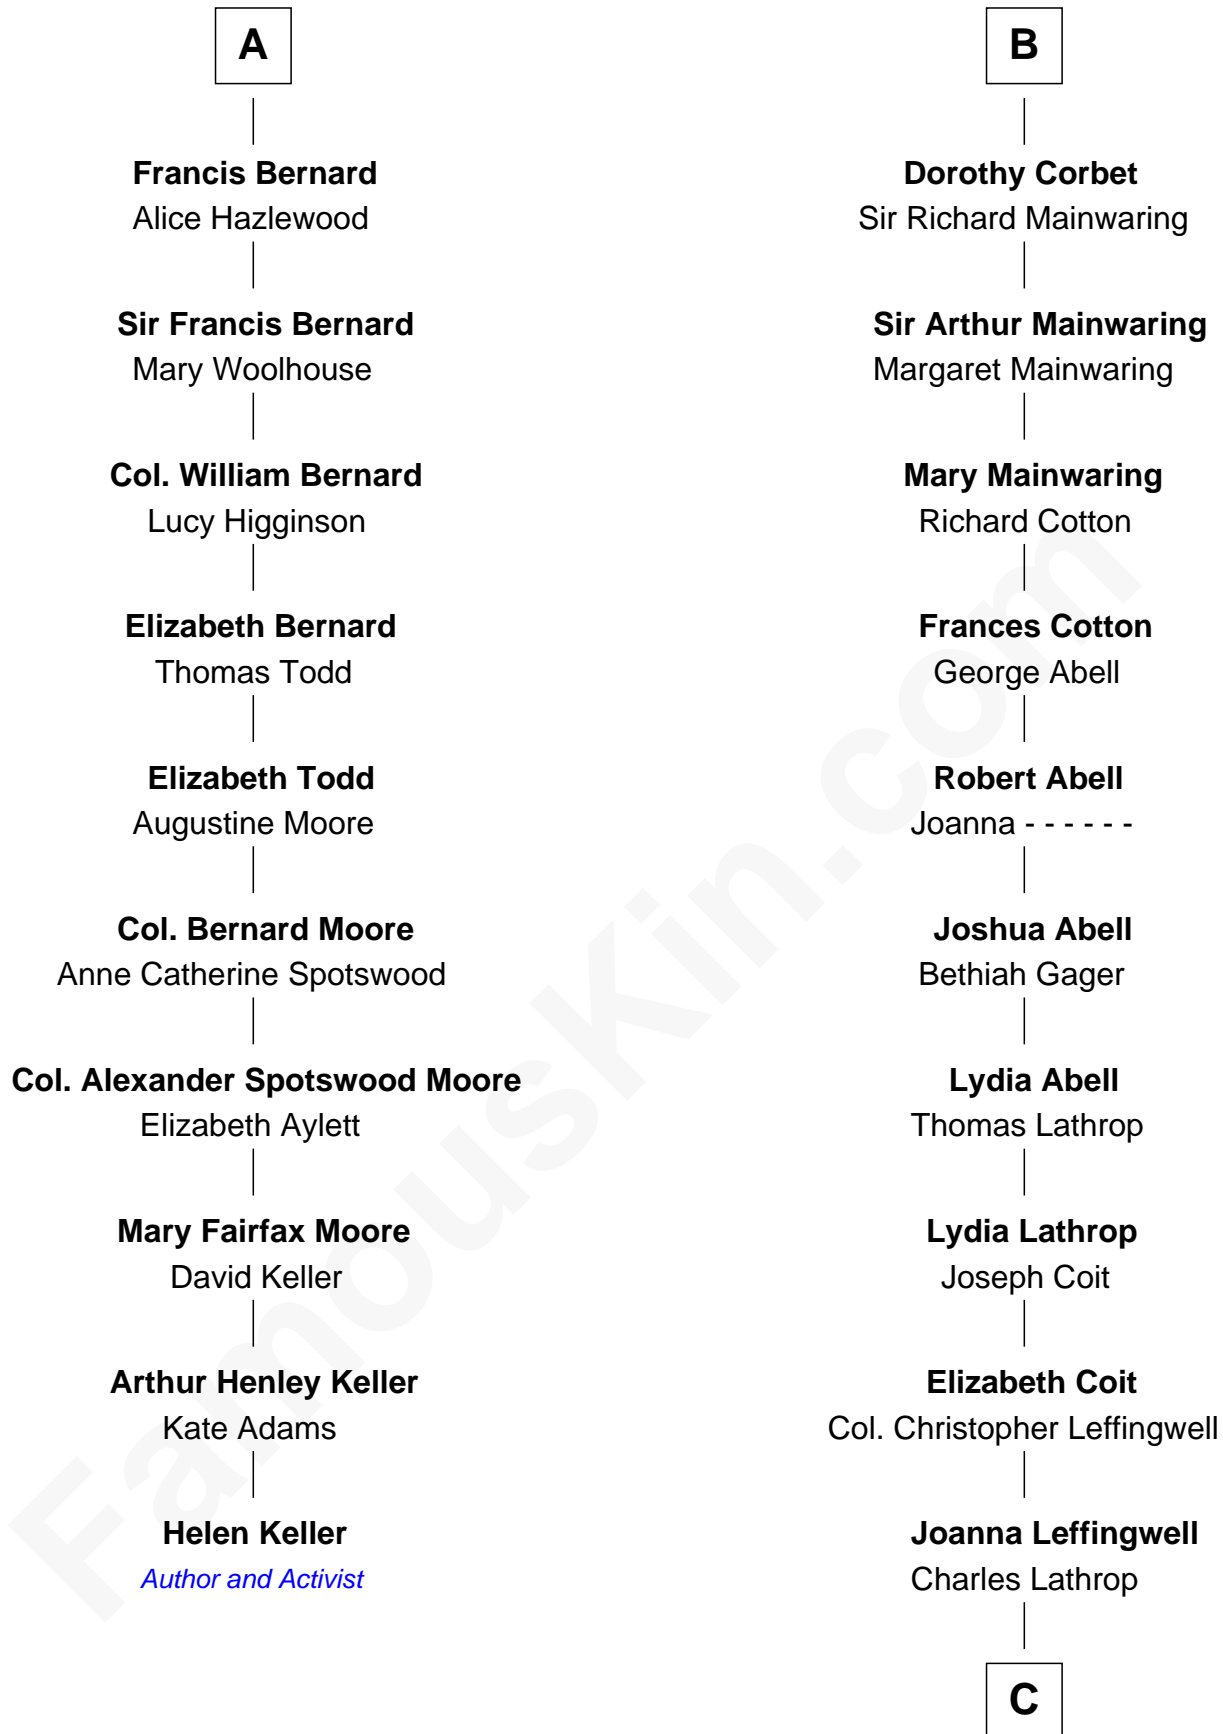 A
Francis Bernard
Alice Hazlewood
Sir Francis Bernard
Mary Woolhouse
Col. William Bernard
Lucy Higginson
Elizabeth Bernard
Thomas Todd
Elizabeth Todd
Augustine Moore
Col. Bernard Moore
Anne Catherine Spotswood
Col. Alexander Spotswood Moore
Elizabeth Aylett
Mary Fairfax Moore
David Keller
Arthur Henley Keller
Kate Adams
Helen Keller
Author and Activist
B
Dorothy Corbet
Sir Richard Mainwaring
Sir Arthur Mainwaring
Margaret Mainwaring
Mary Mainwaring
Richard Cotton
Frances Cotton
George Abell
Robert Abell
Joanna - - - - - -
Joshua Abell
Bethiah Gager
Lydia Abell
Thomas Lathrop
Lydia Lathrop
Joseph Coit
Elizabeth Coit
Col. Christopher Leffingwell
Joanna Leffingwell
Charles Lathrop
C
FamousKin.com